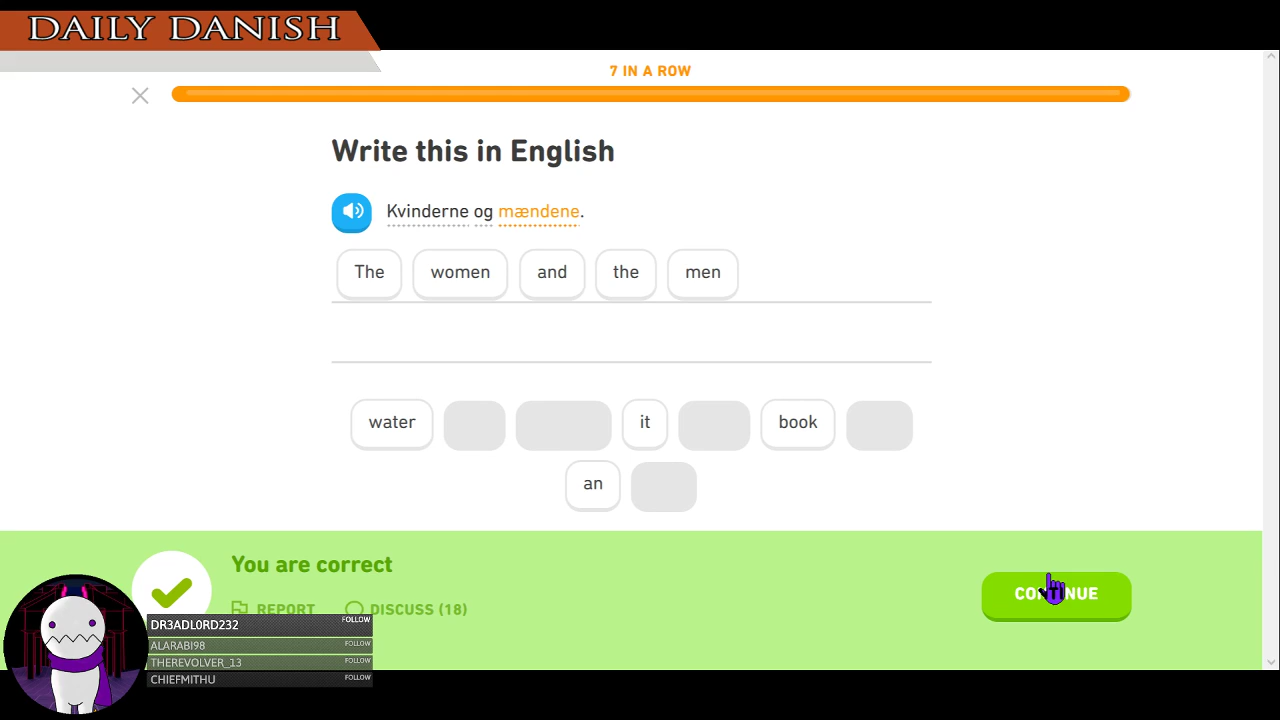 DAILY DANISH
7 IN A ROW
Write this in English
Kvinderne og mændene.
The women and the men
water it book
an
You are correct
REPORT DISCUSS (18)
CONTINUE
DR3ADL0RD232 FOLLOW
ALARABI98 FOLLOW
THEREVOLVER_13 FOLLOW
CHIEFMITHU FOLLOW